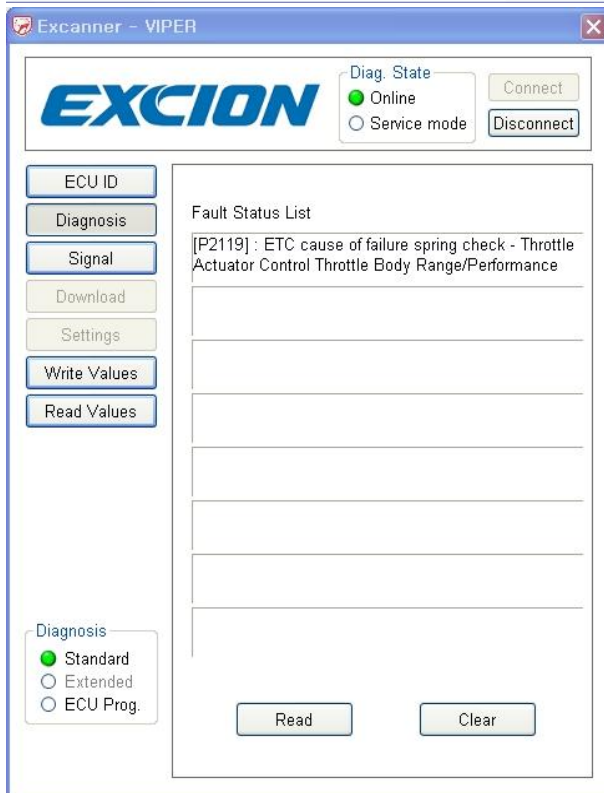 Excanner - VIPER
EXCION
Diag. State
Online
Service mode
Connect
Disconnect
ECU ID
Diagnosis
Signal
Download
Settings
Write Values
Read Values
Fault Status List
[P2119] : ETC cause of failure spring check - Throttle
Actuator Control Throttle Body Range/Performance
Diagnosis
Standard
Extended
ECU Prog.
Read
Clear